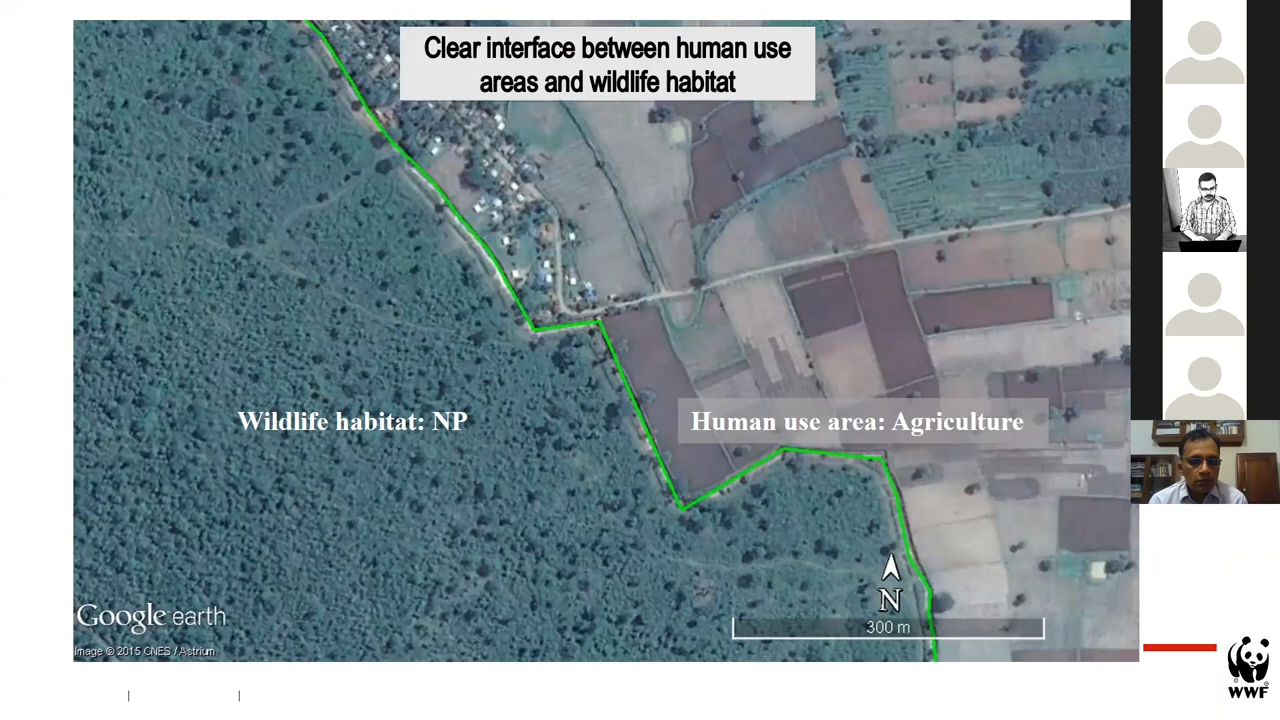 Clear interface between human use
areas and wildlife habitat
Wildlife habitat: NP
Human use area: Agriculture
N
300 m
Google earth
Image © 2015 CNES / Astrium
WWF